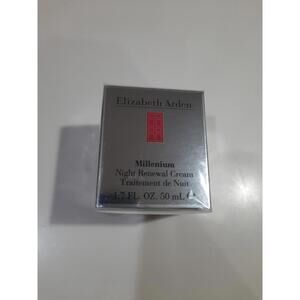 Elizabeth Arden
Millenium
Night Renewal Cream
Traitement de Nuit
1.7 FL. OZ. 50 mL ℮